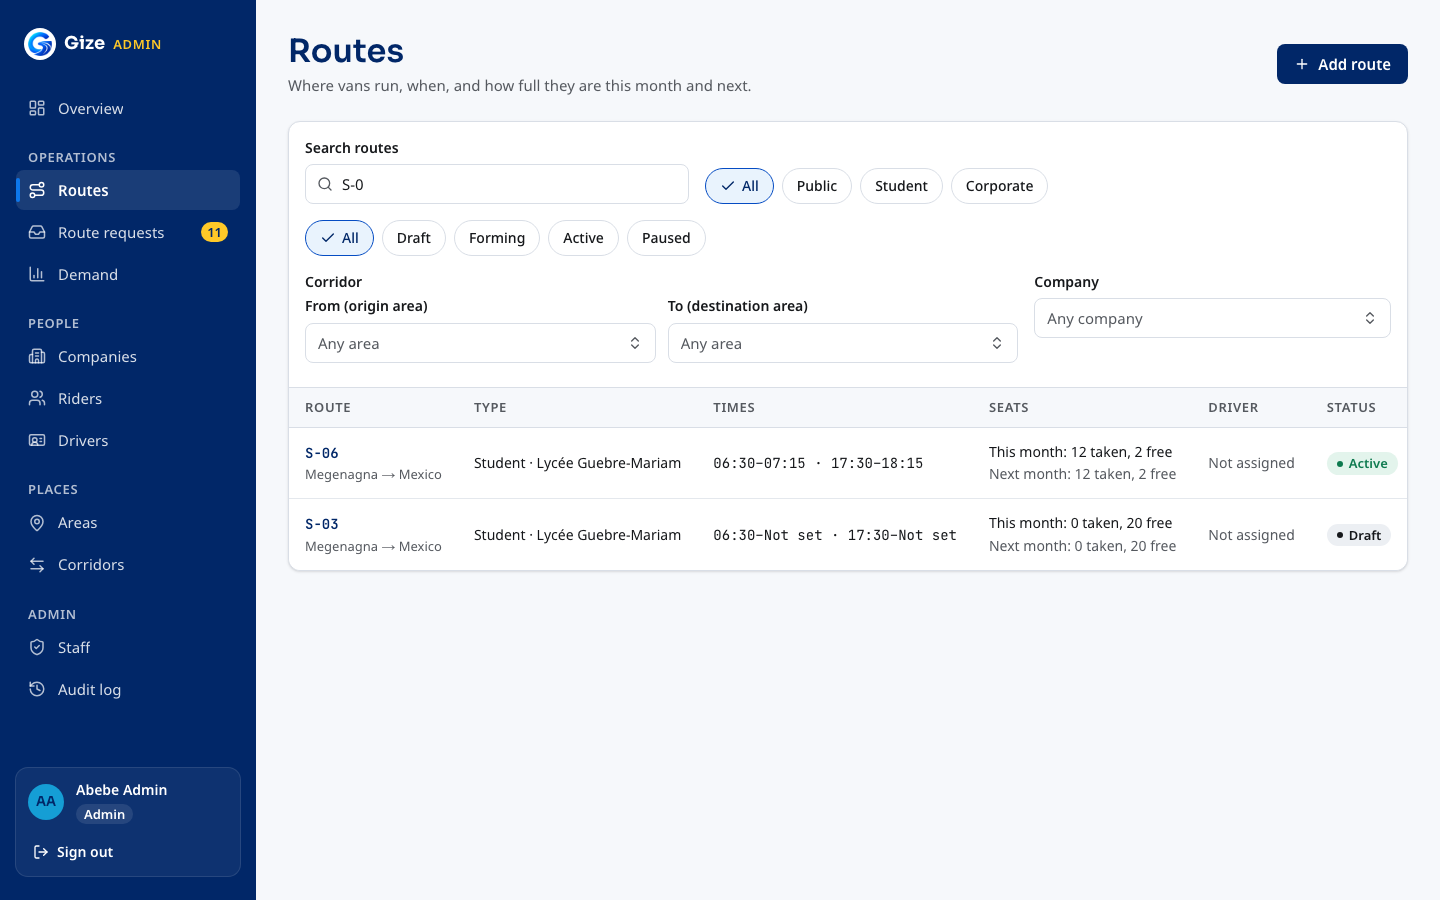 Gize ADMIN
Overview
OPERATIONS
Routes
Route requests 11
Demand
PEOPLE
Companies
Riders
Drivers
PLACES
Areas
Corridors
ADMIN
Staff
Audit log
AA Abebe Admin
Admin
Sign out
Routes
Where vans run, when, and how full they are this month and next.
+ Add route
Search routes
S-0
All Public Student Corporate
All Draft Forming Active Paused
Corridor
From (origin area) To (destination area)
Any area Any area
Company
Any company
ROUTE TYPE TIMES SEATS DRIVER STATUS
S-06
Megenagna → Mexico
Student · Lycée Guebre-Mariam
06:30–07:15 · 17:30–18:15
This month: 12 taken, 2 free
Next month: 12 taken, 2 free
Not assigned
Active
S-03
Megenagna → Mexico
Student · Lycée Guebre-Mariam
06:30–Not set · 17:30–Not set
This month: 0 taken, 20 free
Next month: 0 taken, 20 free
Not assigned
Draft